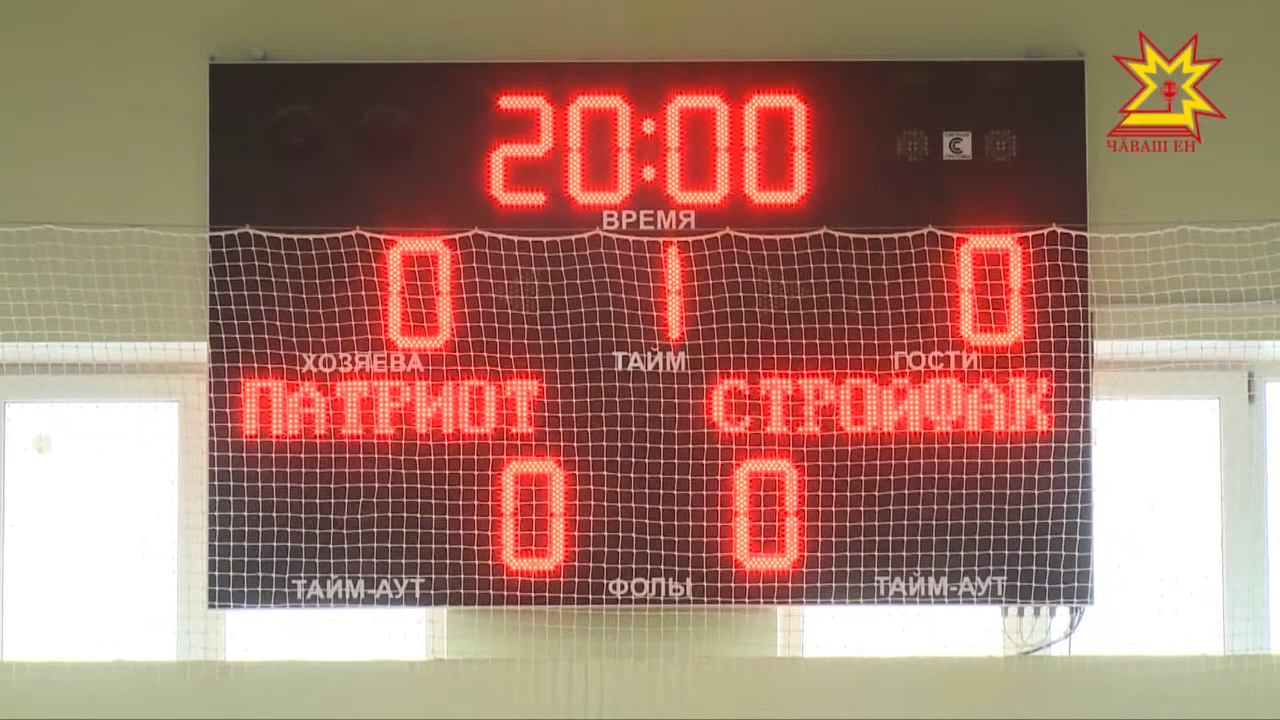 20:00
ВРЕМЯ
ЧӐВАШ ЕН
0 1 0
ХОЗЯЕВА ТАЙМ ГОСТИ
ПАТРИОТ СТРОЙФАК
0 0
ТАЙМ-АУТ ФОЛЫ ТАЙМ-АУТ